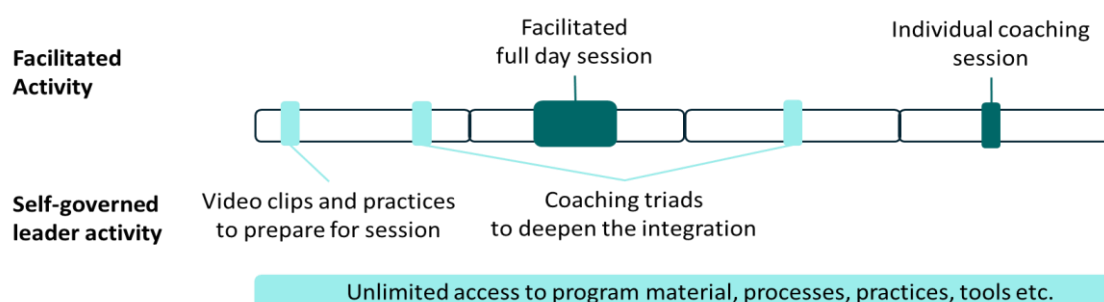 Facilitated
full day session
Individual coaching
session
Facilitated
Activity
Self-governed
leader activity
Video clips and practices
to prepare for session
Coaching triads
to deepen the integration
Unlimited access to program material, processes, practices, tools etc.